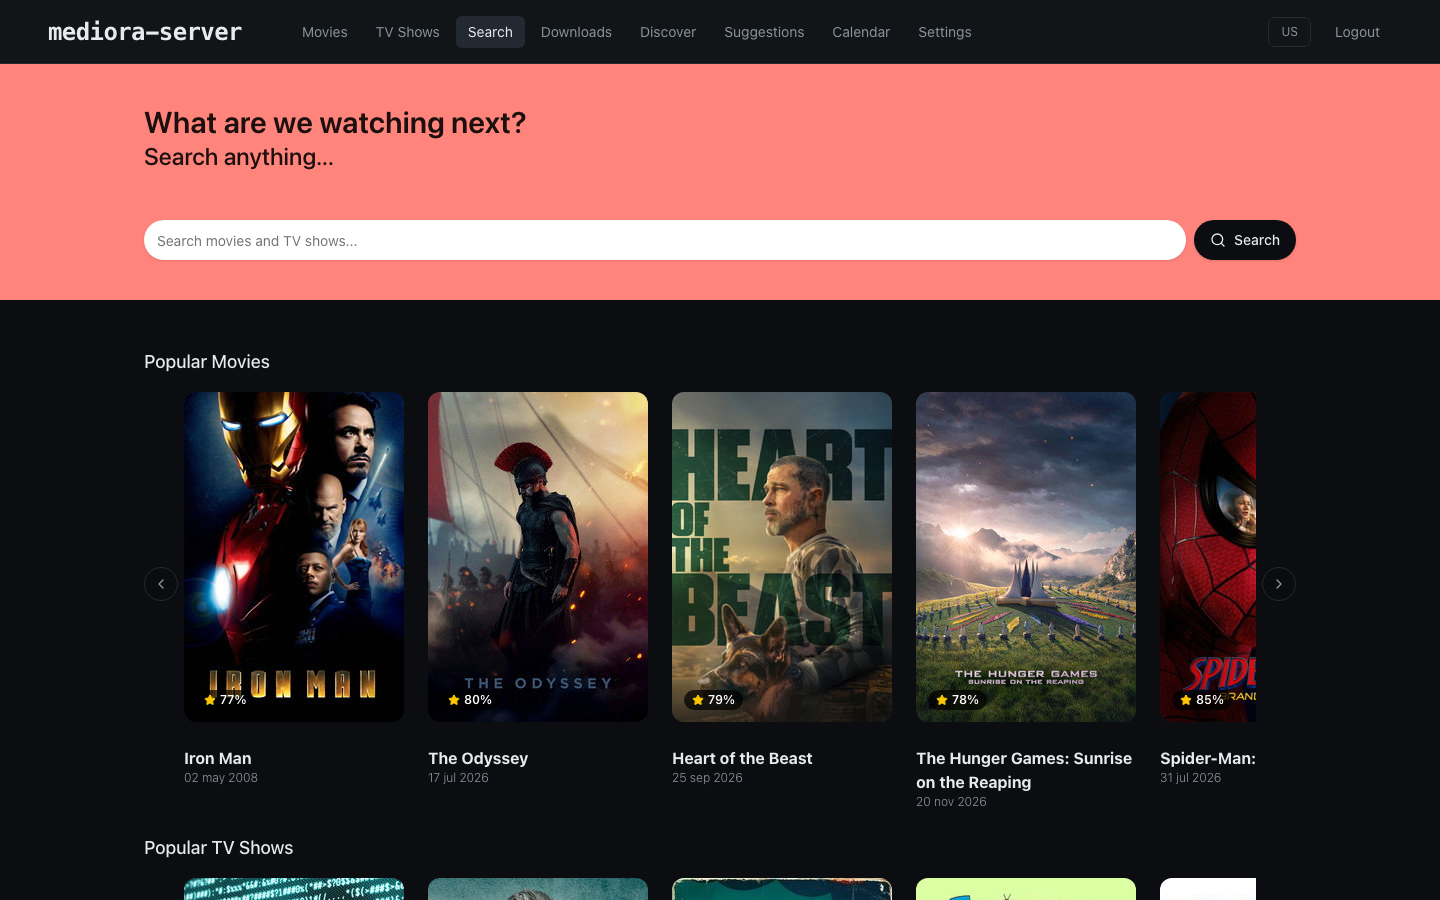 mediora-server
Movies
TV Shows
Search
Downloads
Discover
Suggestions
Calendar
Settings
US
Logout
What are we watching next?
Search anything...
Search movies and TV shows...
Search
Popular Movies
IRON MAN
77%
THE ODYSSEY
80%
HEART
OF
THE
BEAST
79%
THE HUNGER GAMES
SUNRISE ON THE REAPING
78%
85%
Iron Man
02 may 2008
The Odyssey
17 jul 2026
Heart of the Beast
25 sep 2026
The Hunger Games: Sunrise
on the Reaping
20 nov 2026
Spider-Man:
31 jul 2026
Popular TV Shows